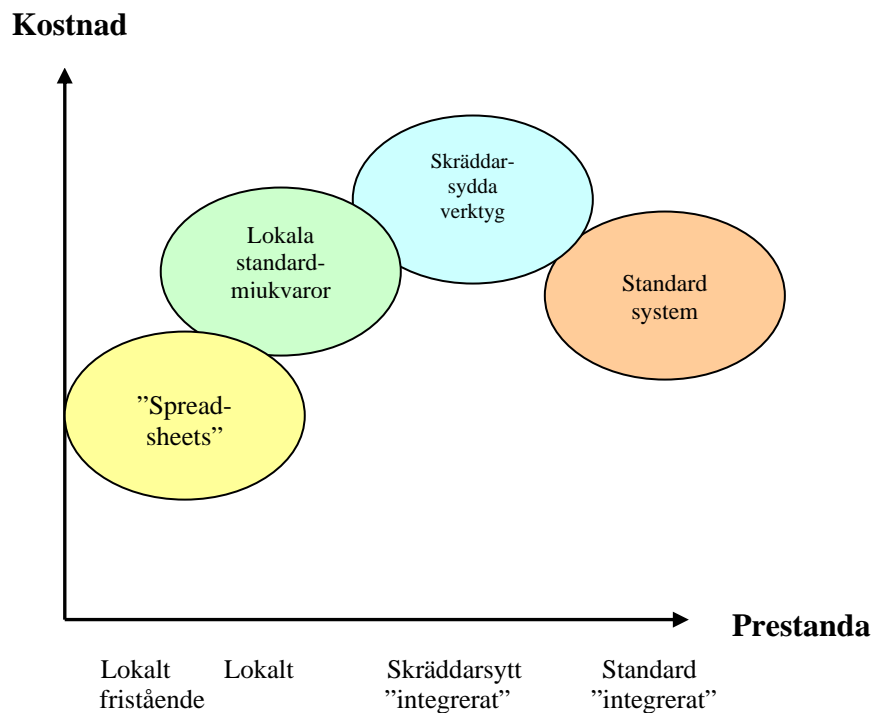 Kostnad
Skräddar-
sydda
verktyg
Lokala
standard-
miukvaror
Standard
system
”Spread-
sheets”
Prestanda
Lokalt
fristående
Lokalt
Skräddarsytt
”integrerat”
Standard
”integrerat”